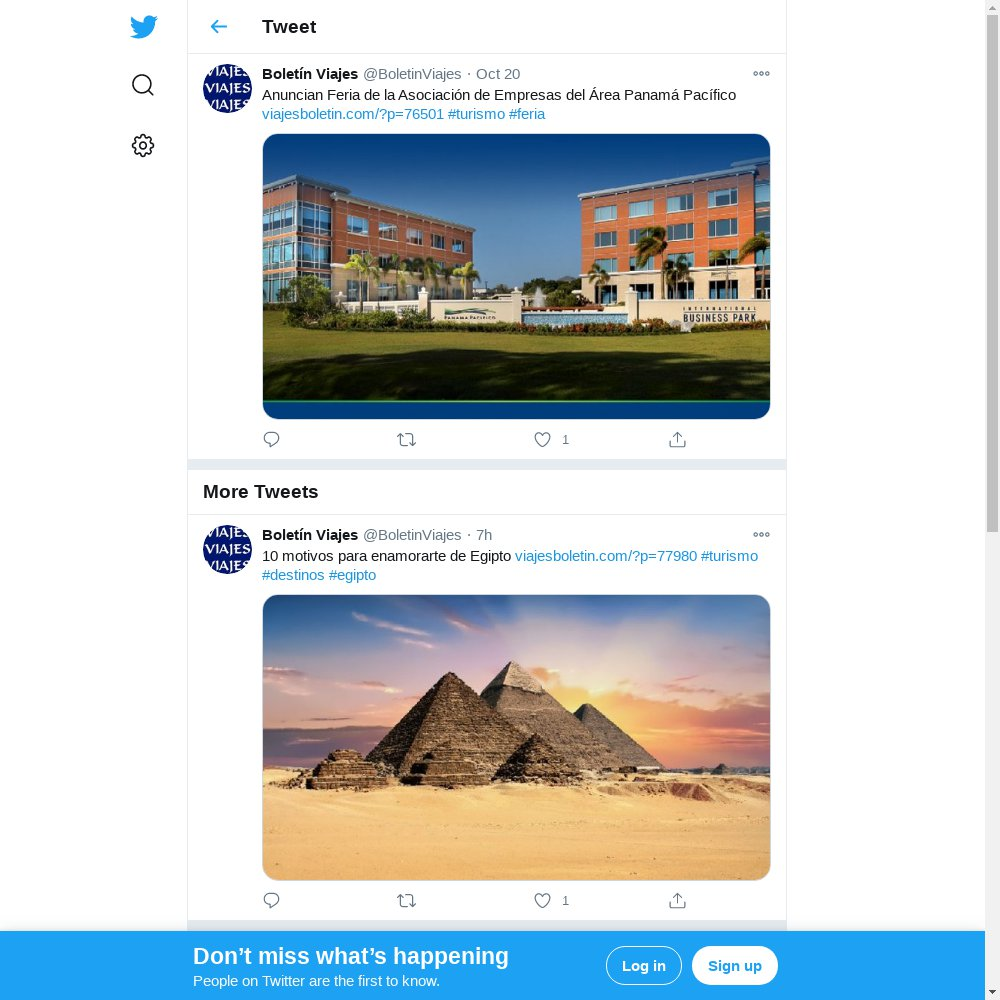 Tweet
VIAJES
VIAJES
VIAJES
Boletín Viajes @BoletinViajes · Oct 20
Anuncian Feria de la Asociación de Empresas del Área Panamá Pacífico
viajesboletin.com/?p=76501 #turismo #feria
PANAMA PACIFICO
INTERNATIONAL
BUSINESS PARK
1
More Tweets
VIAJES
VIAJES
VIAJES
Boletín Viajes @BoletinViajes · 7h
10 motivos para enamorarte de Egipto viajesboletin.com/?p=77980 #turismo
#destinos #egipto
1
Don’t miss what’s happening
People on Twitter are the first to know.
Log in
Sign up